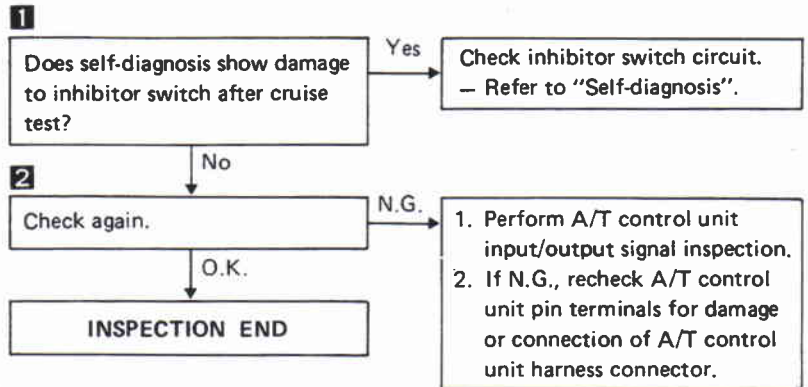 1
Does self-diagnosis show damage
to inhibitor switch after cruise
test?
Yes
Check inhibitor switch circuit.
— Refer to "Self-diagnosis".
No
2
Check again.
N.G.
1. Perform A/T control unit
input/output signal inspection.
2. If N.G., recheck A/T control
unit pin terminals for damage
or connection of A/T control
unit harness connector.
O.K.
INSPECTION END